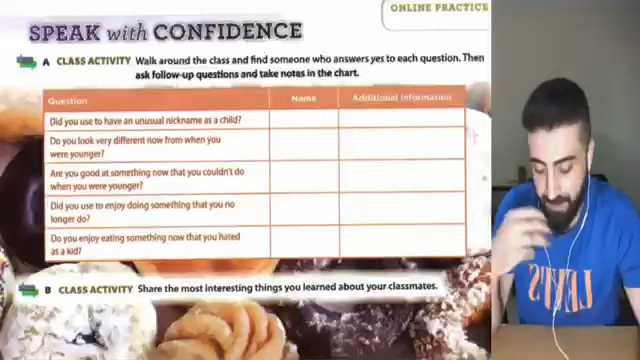 ONLINE PRACTICE
SPEAK with CONFIDENCE
A CLASS ACTIVITY Walk around the class and find someone who answers yes to each question. Then
ask follow-up questions and take notes in the chart.
Question Name Additional Information
Did you use to have an unusual nickname as a child?
Do you look very different now from when you
were younger?
Are you good at something now that you couldn't do
when you were younger?
Did you use to enjoy doing something that you no
longer do?
Do you enjoy eating something now that you hated
as a kid?
B CLASS ACTIVITY Share the most interesting things you learned about your classmates.
LEVI'S